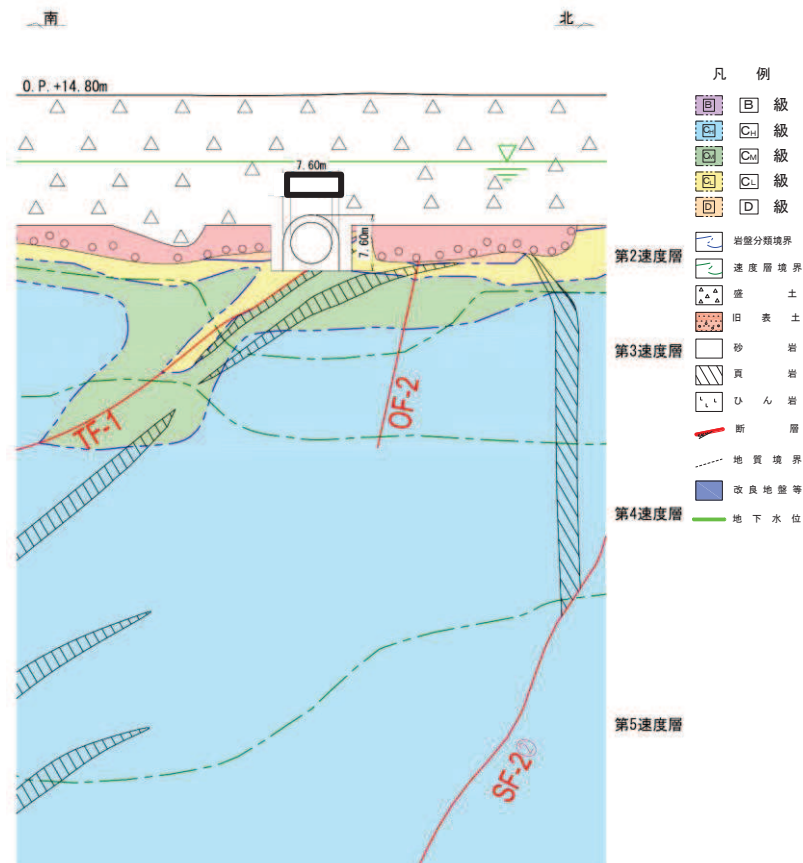 南
北
O.P.+14.80m
7.60m
7.60m
TF-1
OF-2
SF-2②
第2速度層
第3速度層
第4速度層
第5速度層
凡 例
B B 級
CH CH 級
CM CM 級
CL CL 級
D D 級
岩盤分類境界
速度層境界
盛 土
旧 表 土
砂 岩
頁 岩
ひ ん 岩
断 層
地 質 境 界
改 良 地 盤 等
地 下 水 位